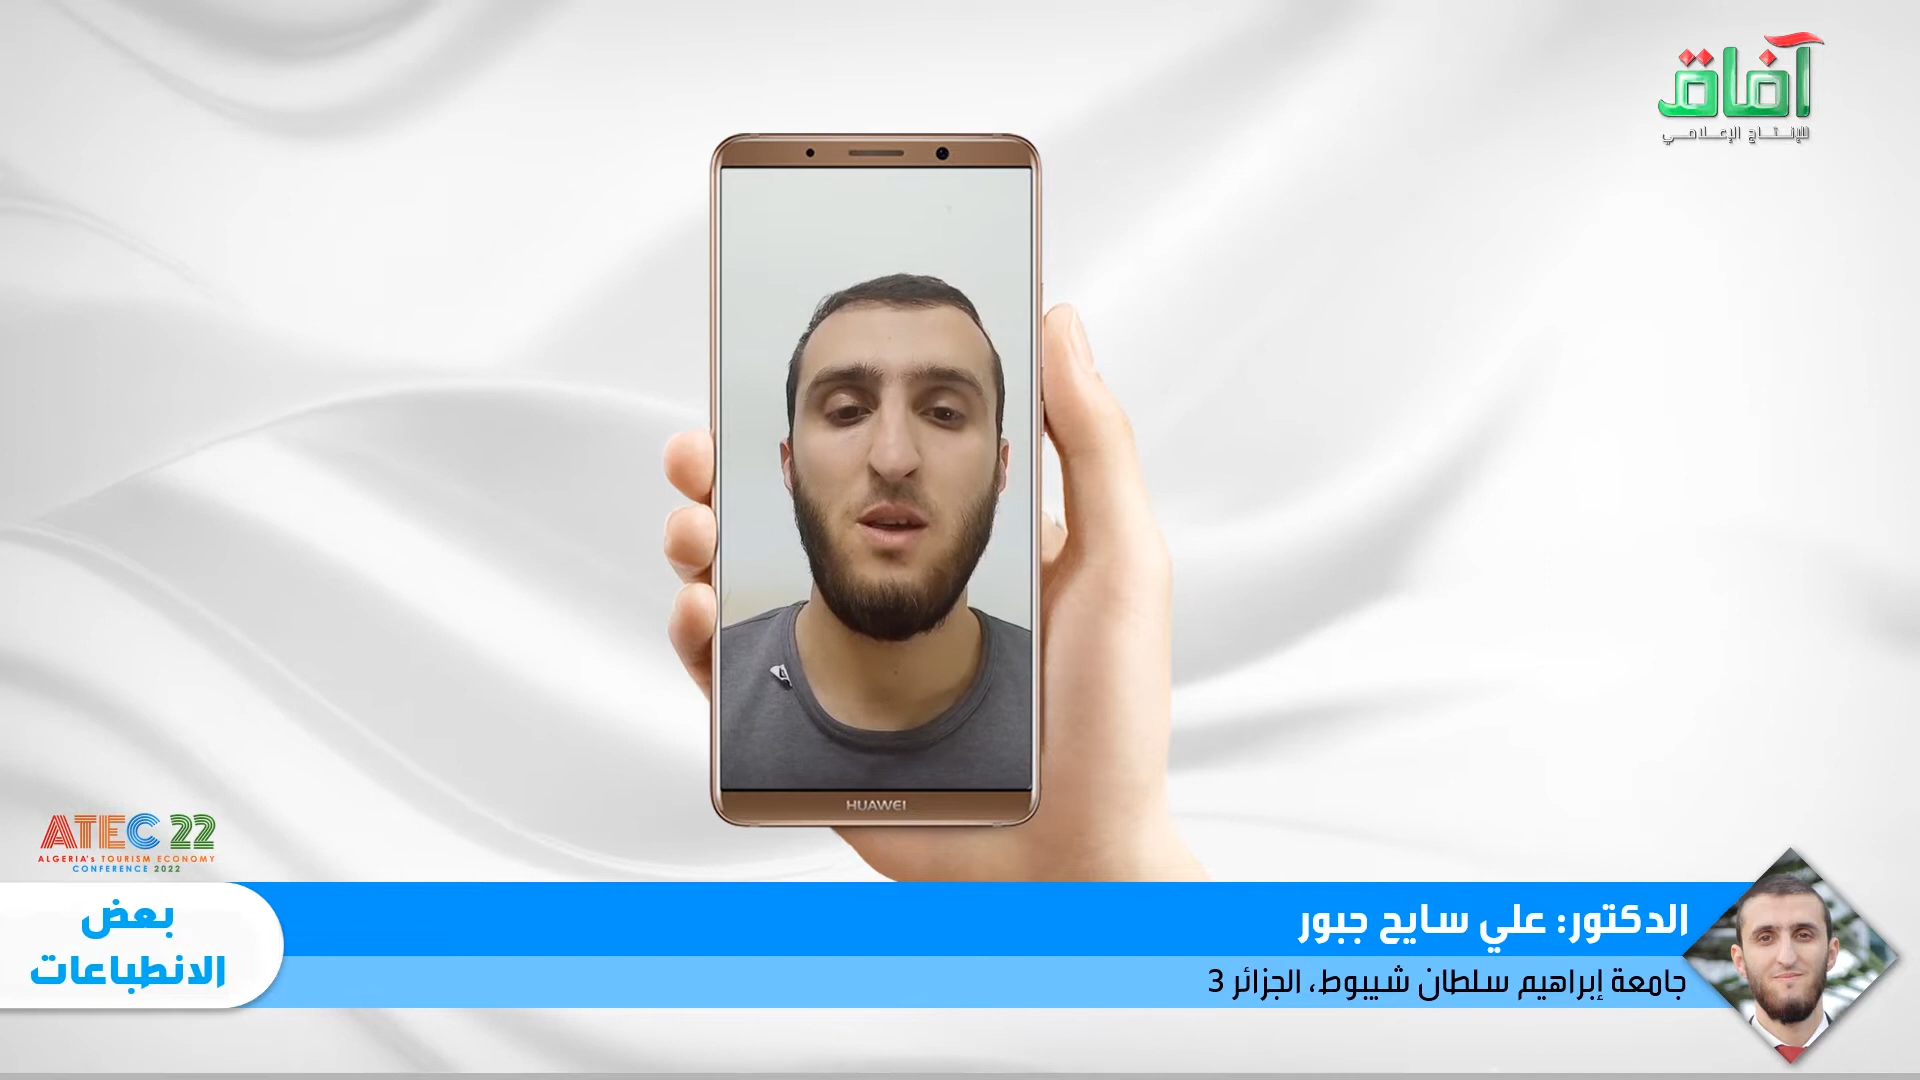 آفاق
للإنتاج الإعلامي
HUAWEI
ATEC 22
ALGERIA's TOURISM ECONOMY
CONFERENCE 2022
بعض
الانطباعات
الدكتور: علي سايح جبور
جامعة إبراهيم سلطان شيبوط، الجزائر 3